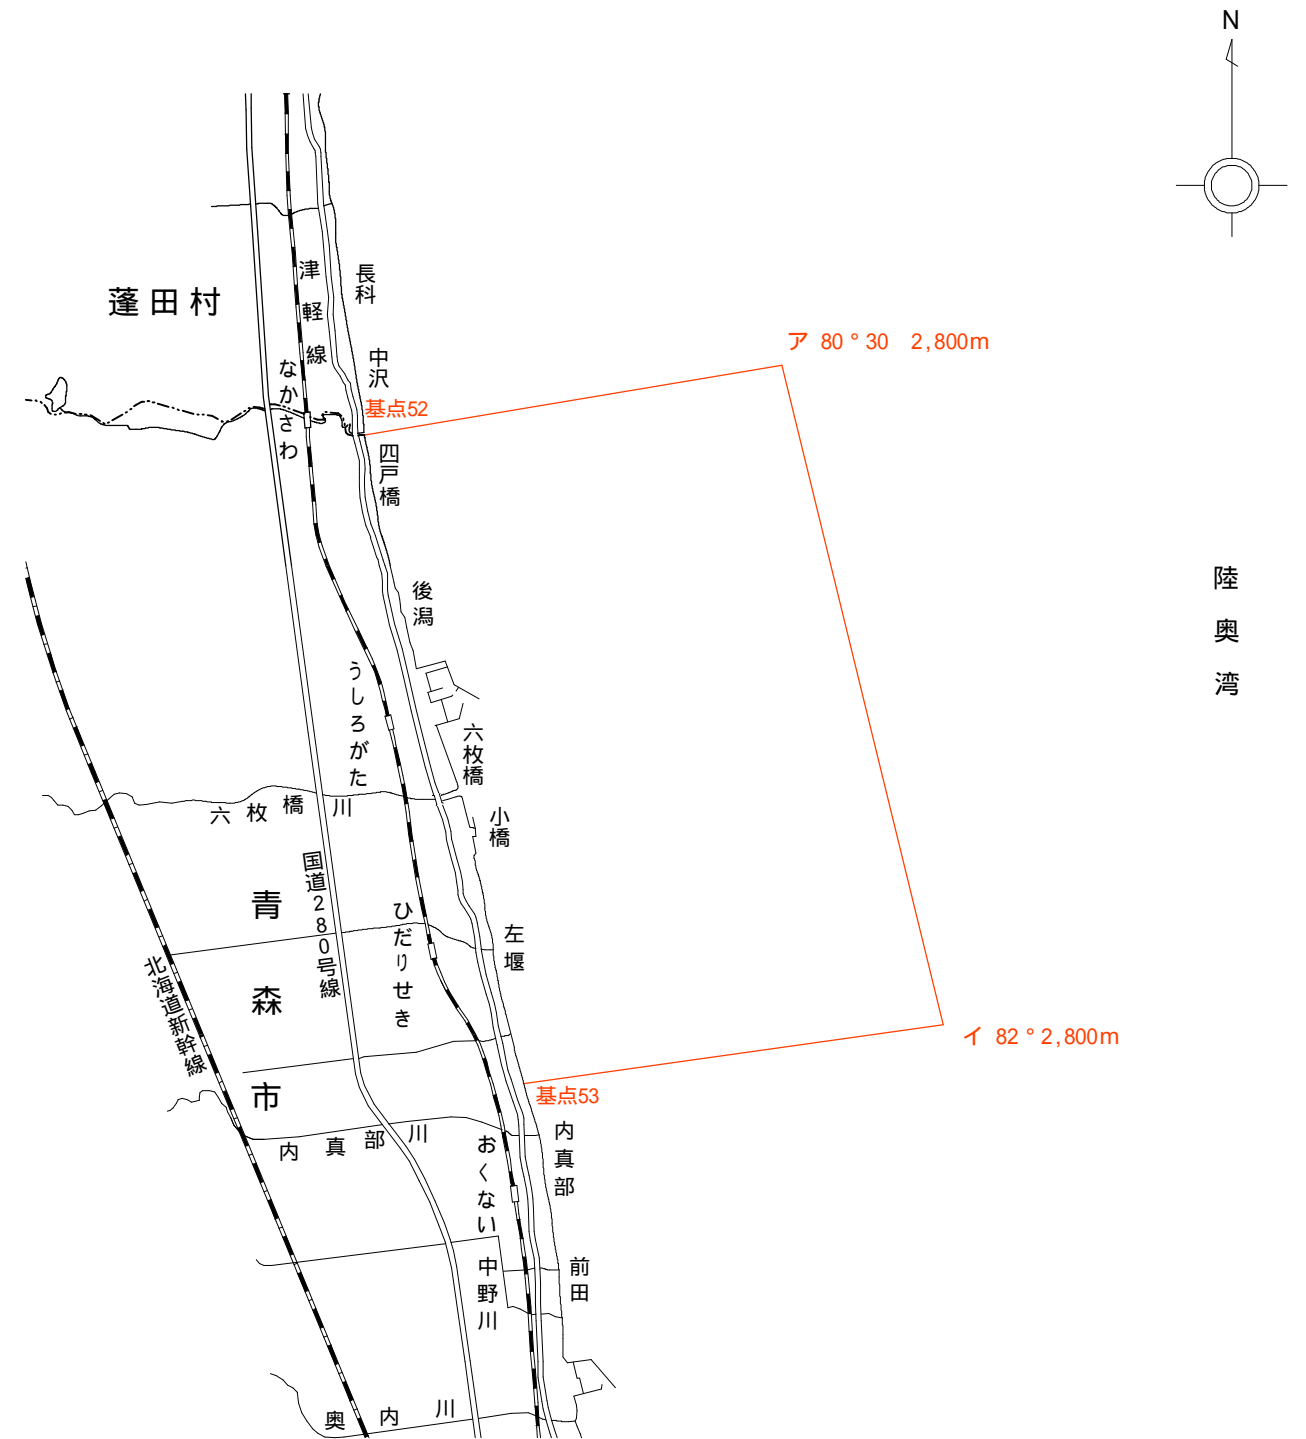 N
蓬田村
津軽線
長科
中沢
なかさわ
ア 80°30 2,800m
基点52
四戸橋
後潟
陸奥湾
うしろがた
六枚橋
六枚橋川
小橋
国道280号線
青森市
ひだりせき
左堰
北海道新幹線
イ 82°2,800m
基点53
内真部川
おくない
内真部
中野川
前田
奥内川